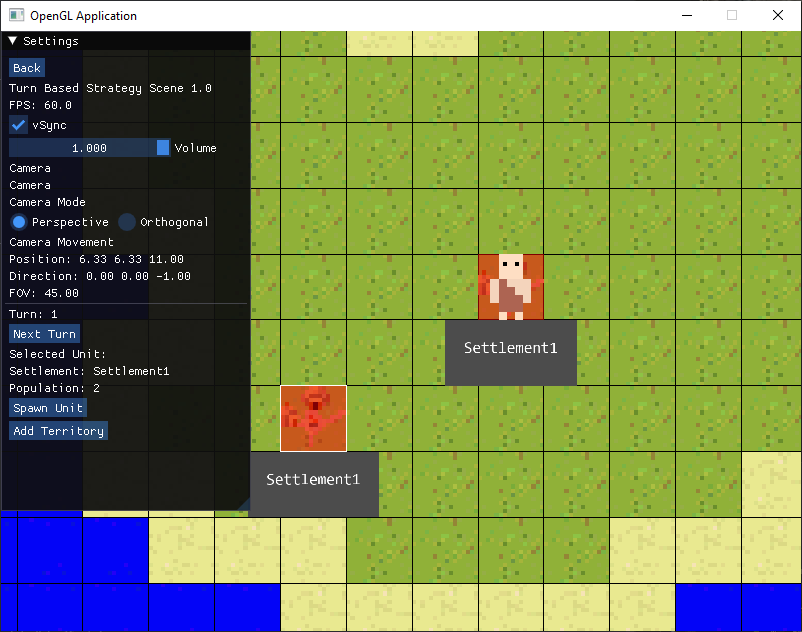 OpenGL Application
Settings
Back
Turn Based Strategy Scene 1.0
FPS: 60.0
vSync
1.000 Volume
Camera
Camera
Camera Mode
Perspective Orthogonal
Camera Movement
Position: 6.33 6.33 11.00
Direction: 0.00 0.00 -1.00
FOV: 45.00
Turn: 1
Next Turn
Selected Unit:
Settlement: Settlement1
Population: 2
Spawn Unit
Add Territory
Settlement1
Settlement1